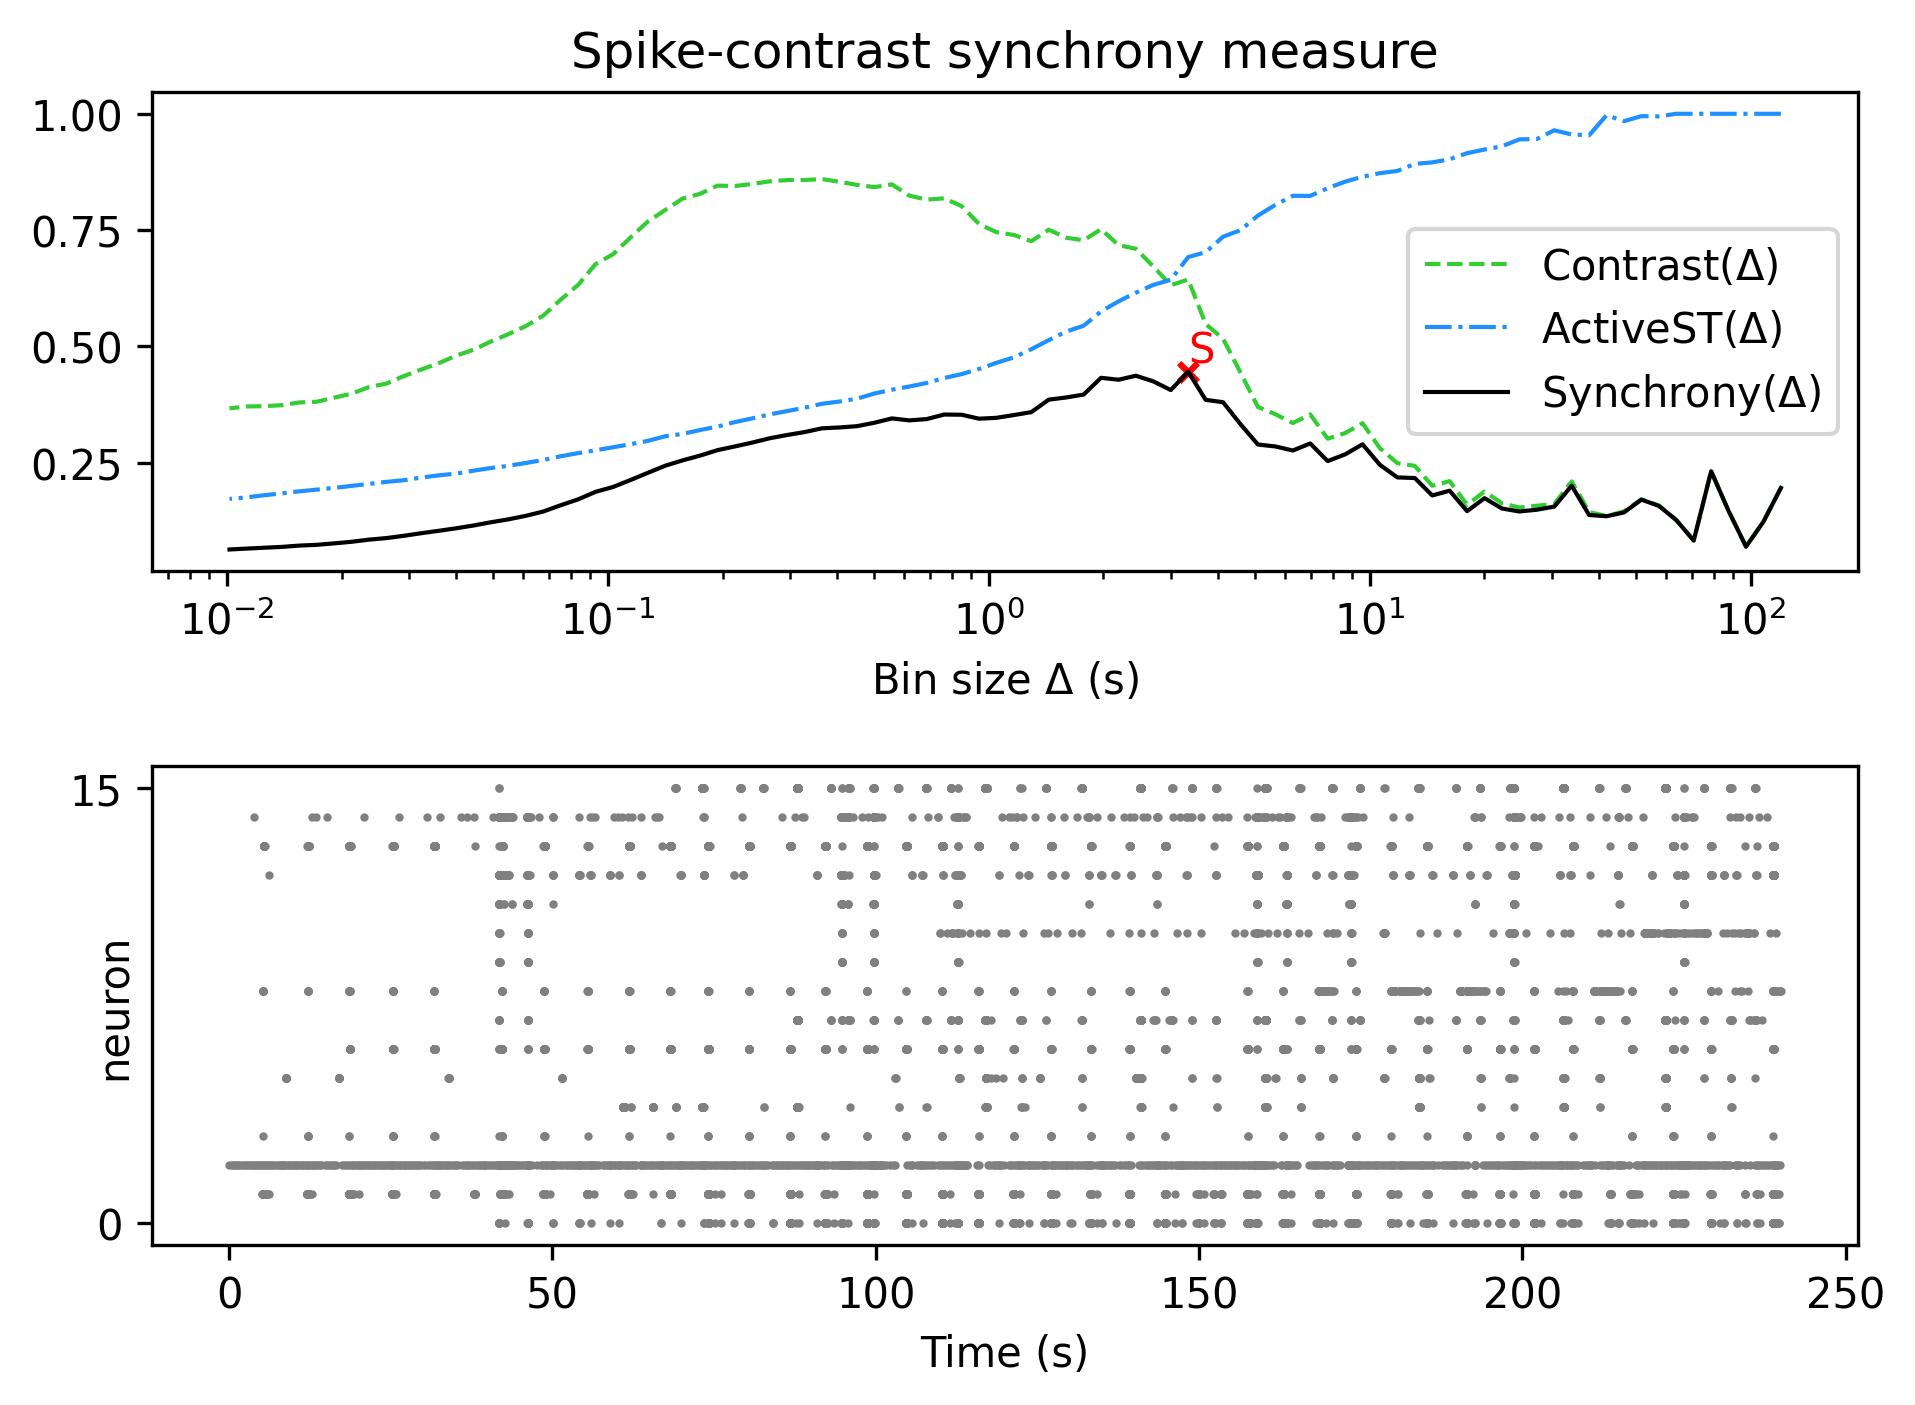 Spike-contrast synchrony measure
1.00
0.75
0.50
0.25
S
Contrast(Δ)
ActiveST(Δ)
Synchrony(Δ)
10⁻² 10⁻¹ 10⁰ 10¹ 10²
Bin size Δ (s)
15
neuron
0
0 50 100 150 200 250
Time (s)